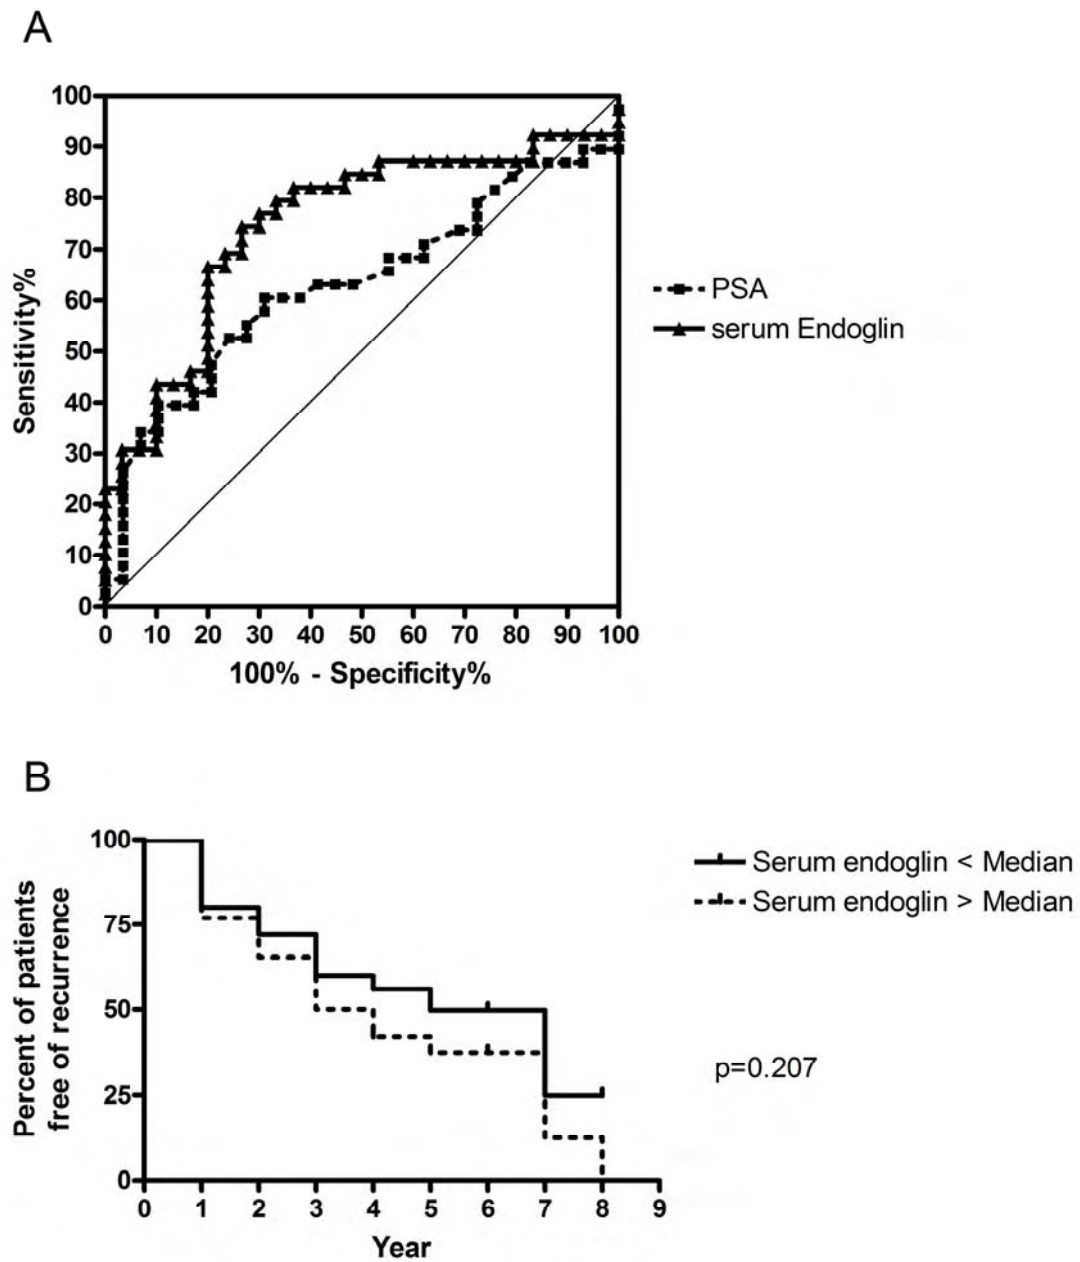 A
100
90
80
70
60
50
40
30
20
10
0
Sensitivity%
0 10 20 30 40 50 60 70 80 90 100
100% - Specificity%
PSA
serum Endoglin
B
100
75
50
25
0
Percent of patients
free of recurrence
0 1 2 3 4 5 6 7 8 9
Year
Serum endoglin < Median
Serum endoglin > Median
p=0.207